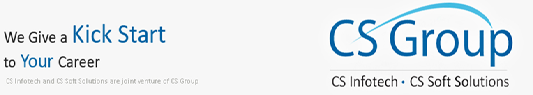 We Give a Kick Start
to Your Career
CS Infotech and CS Soft Solutions are joint venture of CS Group
CS Group
CS Infotech • CS Soft Solutions